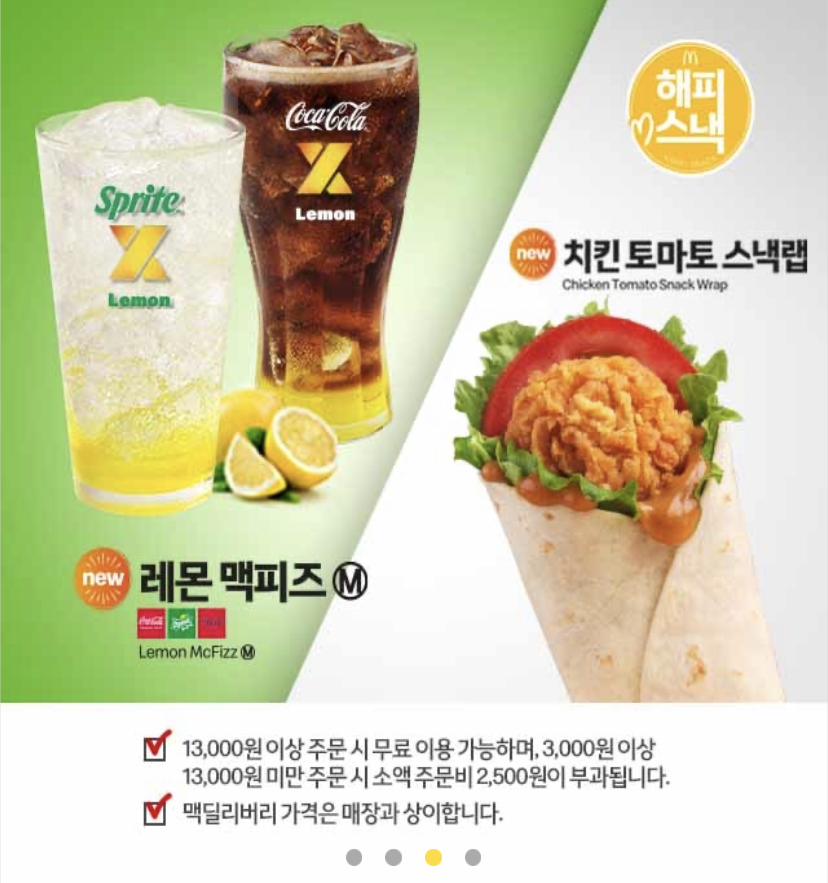 Sprite
X
Lemon
Coca-Cola
X
Lemon
new 레몬 맥피즈 Ⓜ
Coca-Cola Sprite
Lemon McFizz Ⓜ
해피
스낵
new 치킨 토마토 스낵랩
Chicken Tomato Snack Wrap
13,000원 이상 주문 시 무료 이용 가능하며, 3,000원 이상
13,000원 미만 주문 시 소액 주문비 2,500원이 부과됩니다.
맥딜리버리 가격은 매장과 상이합니다.